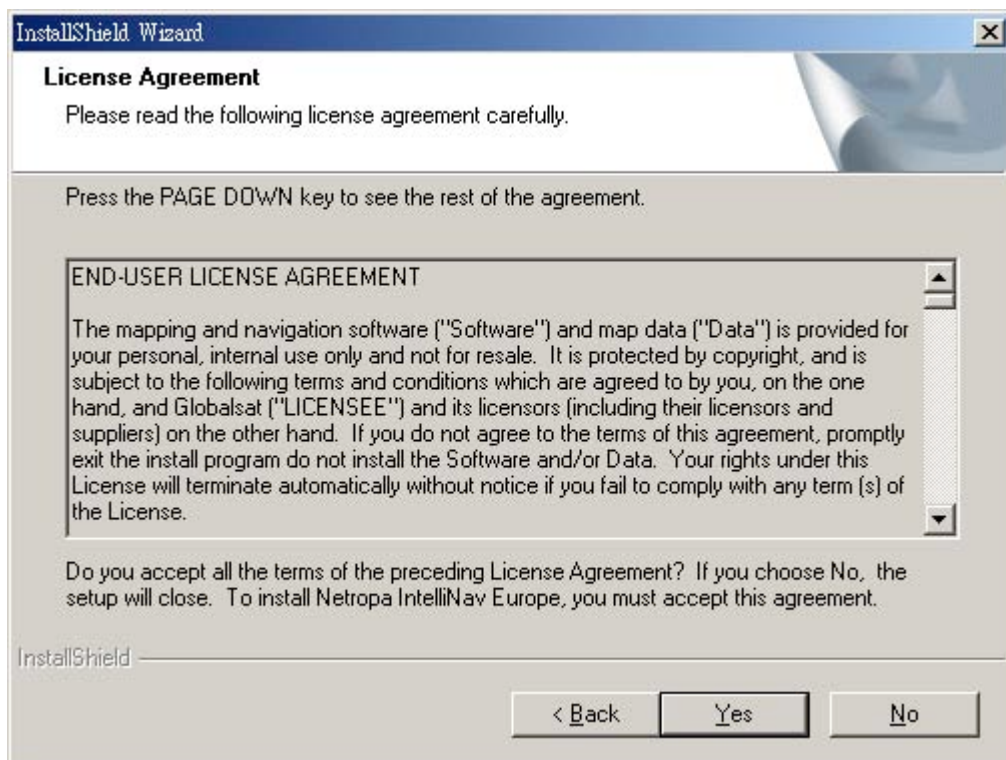 InstallShield Wizard
License Agreement
Please read the following license agreement carefully.
Press the PAGE DOWN key to see the rest of the agreement.
END-USER LICENSE AGREEMENT
The mapping and navigation software ("Software") and map data ("Data") is provided for
your personal, internal use only and not for resale.  It is protected by copyright, and is
subject to the following terms and conditions which are agreed to by you, on the one
hand, and Globalsat ("LICENSEE") and its licensors (including their licensors and
suppliers) on the other hand.  If you do not agree to the terms of this agreement, promptly
exit the install program do not install the Software and/or Data.  Your rights under this
License will terminate automatically without notice if you fail to comply with any term (s) of
the License.
Do you accept all the terms of the preceding License Agreement?  If you choose No,  the
setup will close.  To install Netropa IntelliNav Europe, you must accept this agreement.
InstallShield
< Back
Yes
No